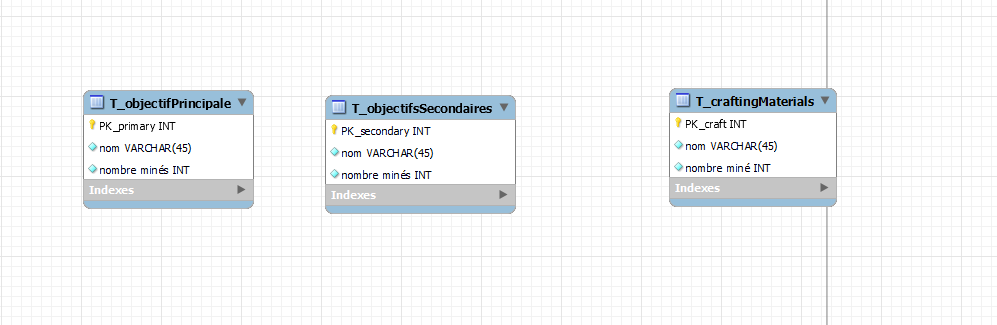 T_objectifPrincipale
PK_primary INT
nom VARCHAR(45)
nombre minés INT
Indexes
T_objectifsSecondaires
PK_secondary INT
nom VARCHAR(45)
nombre minés INT
Indexes
T_craftingMaterials
PK_craft INT
nom VARCHAR(45)
nombre miné INT
Indexes